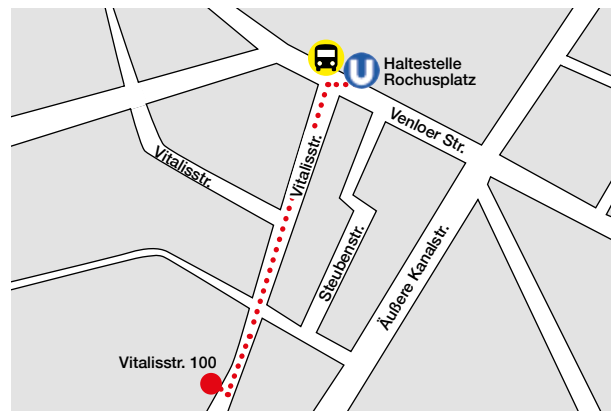 U
Haltestelle
Rochusplatz
Venloer Str.
Vitalisstr.
Vitalisstr.
Steubenstr.
Äußere Kanalstr.
Vitalisstr. 100